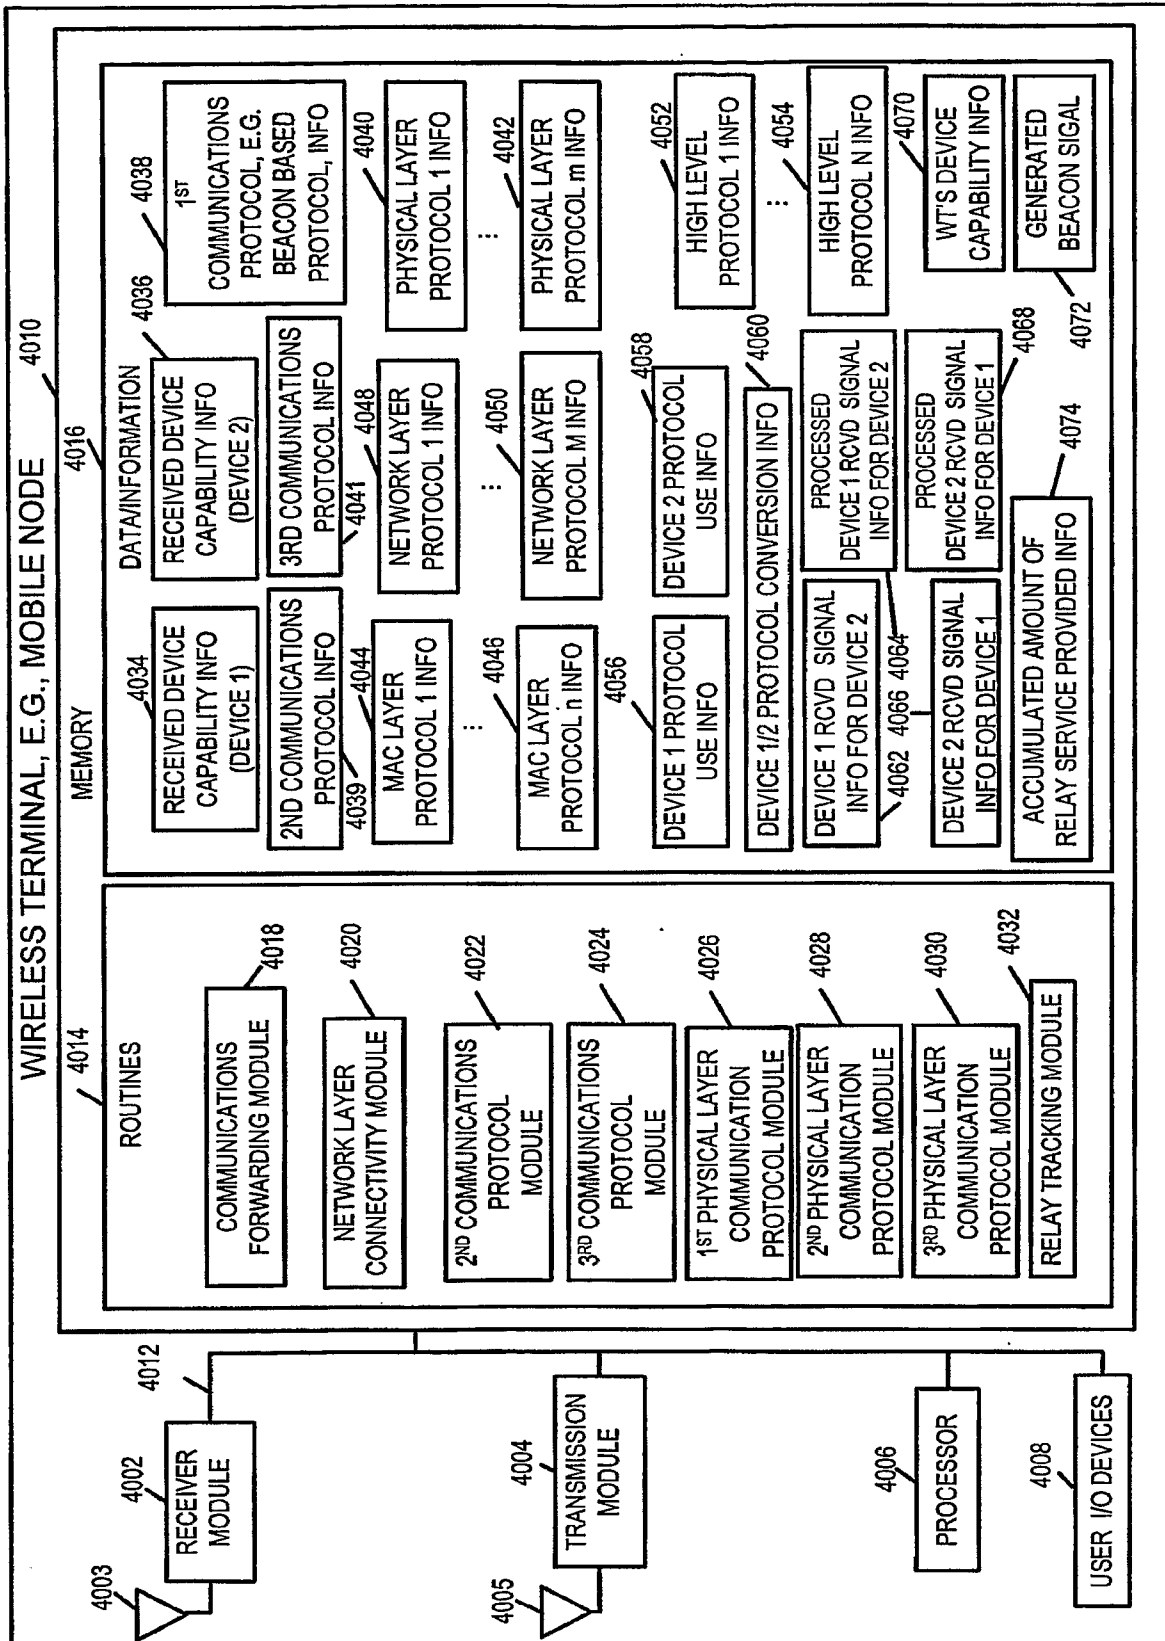 WIRELESS TERMINAL, E.G., MOBILE NODE
4010
4003
4002
RECEIVER
MODULE
4012
4005
4004
TRANSMISSION
MODULE
4006
PROCESSOR
4008
USER I/O DEVICES
MEMORY
4014
ROUTINES
COMMUNICATIONS
FORWARDING MODULE
4018
NETWORK LAYER
CONNECTIVITY MODULE
4020
2ND COMMUNICATIONS
PROTOCOL
MODULE
4022
3RD COMMUNICATIONS
PROTOCOL
MODULE
4024
1ST PHYSICAL LAYER
COMMUNICATION
PROTOCOL MODULE
4026
2ND PHYSICAL LAYER
COMMUNICATION
PROTOCOL MODULE
4028
3RD PHYSICAL LAYER
COMMUNICATION
PROTOCOL MODULE
4030
RELAY TRACKING MODULE
4032
4016
DATA/INFORMATION
4034
RECEIVED DEVICE
CAPABILITY INFO
(DEVICE 1)
4036
RECEIVED DEVICE
CAPABILITY INFO
(DEVICE 2)
4038
1ST
COMMUNICATIONS
PROTOCOL, E.G.
BEACON BASED
PROTOCOL, INFO
2ND COMMUNICATIONS
PROTOCOL INFO
4039
3RD COMMUNICATIONS
PROTOCOL INFO
4041
4040
PHYSICAL LAYER
PROTOCOL 1 INFO
...
4042
PHYSICAL LAYER
PROTOCOL m INFO
4044
MAC LAYER
PROTOCOL 1 INFO
...
4046
MAC LAYER
PROTOCOL n INFO
4048
NETWORK LAYER
PROTOCOL 1 INFO
...
4050
NETWORK LAYER
PROTOCOL M INFO
4052
HIGH LEVEL
PROTOCOL 1 INFO
...
4054
HIGH LEVEL
PROTOCOL N INFO
4056
DEVICE 1 PROTOCOL
USE INFO
4058
DEVICE 2 PROTOCOL
USE INFO
4060
DEVICE 1/2 PROTOCOL CONVERSION INFO
DEVICE 1 RCVD SIGNAL
INFO FOR DEVICE 2
4062
PROCESSED
DEVICE 1 RCVD SIGNAL
INFO FOR DEVICE 2
4064
4066
DEVICE 2 RCVD SIGNAL
INFO FOR DEVICE 1
PROCESSED
DEVICE 2 RCVD SIGNAL
INFO FOR DEVICE 1
4068
4070
WT'S DEVICE
CAPABILITY INFO
GENERATED
BEACON SIGAL
4072
ACCUMULATED AMOUNT OF
RELAY SERVICE PROVIDED INFO
4074